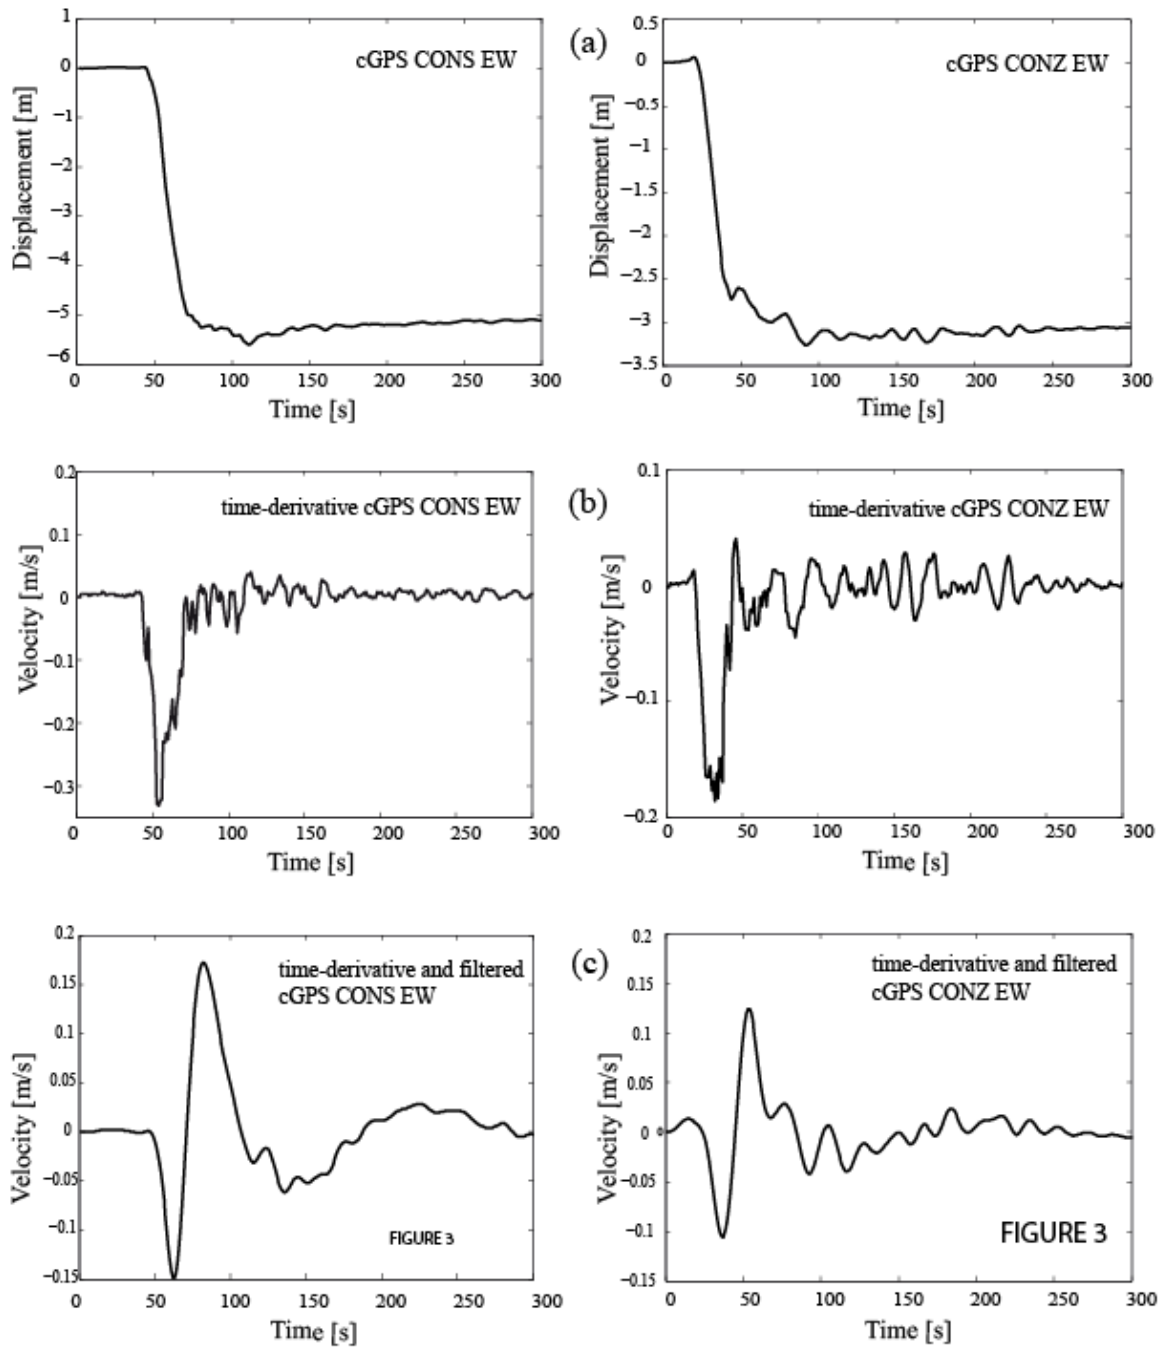 1
0
−1
−2
−3
−4
−5
−6
Displacement [m]
cGPS CONS EW
0 50 100 150 200 250 300
Time [s]
(a)
0.5
0
−0.5
−1
−1.5
−2
−2.5
−3
−3.5
Displacement [m]
cGPS CONZ EW
0 50 100 150 200 250 300
Time [s]
0.2
0.1
0
−0.1
−0.2
−0.3
Velocity [m/s]
time-derivative cGPS CONS EW
0 50 100 150 200 250 300
Time [s]
(b)
0.1
0
−0.1
−0.2
Velocity [m/s]
time-derivative cGPS CONZ EW
0 50 100 150 200 250 300
Time [s]
0.2
0.15
0.1
0.05
0
−0.05
−0.1
−0.15
Velocity [m/s]
time-derivative and filtered
cGPS CONS EW
FIGURE 3
0 50 100 150 200 250 300
Time [s]
(c)
0.2
0.15
0.1
0.05
0
−0.05
−0.1
−0.15
Velocity [m/s]
time-derivative and filtered
cGPS CONZ EW
FIGURE 3
0 50 100 150 200 250 300
Time [s]